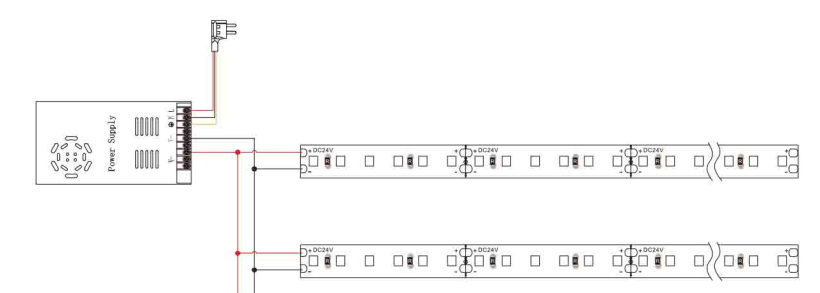 Power Supply
L
+ DC24V + + DC24V + + DC24V +
- - - - - -
+ DC24V + + DC24V + + DC24V +
- - - - - -